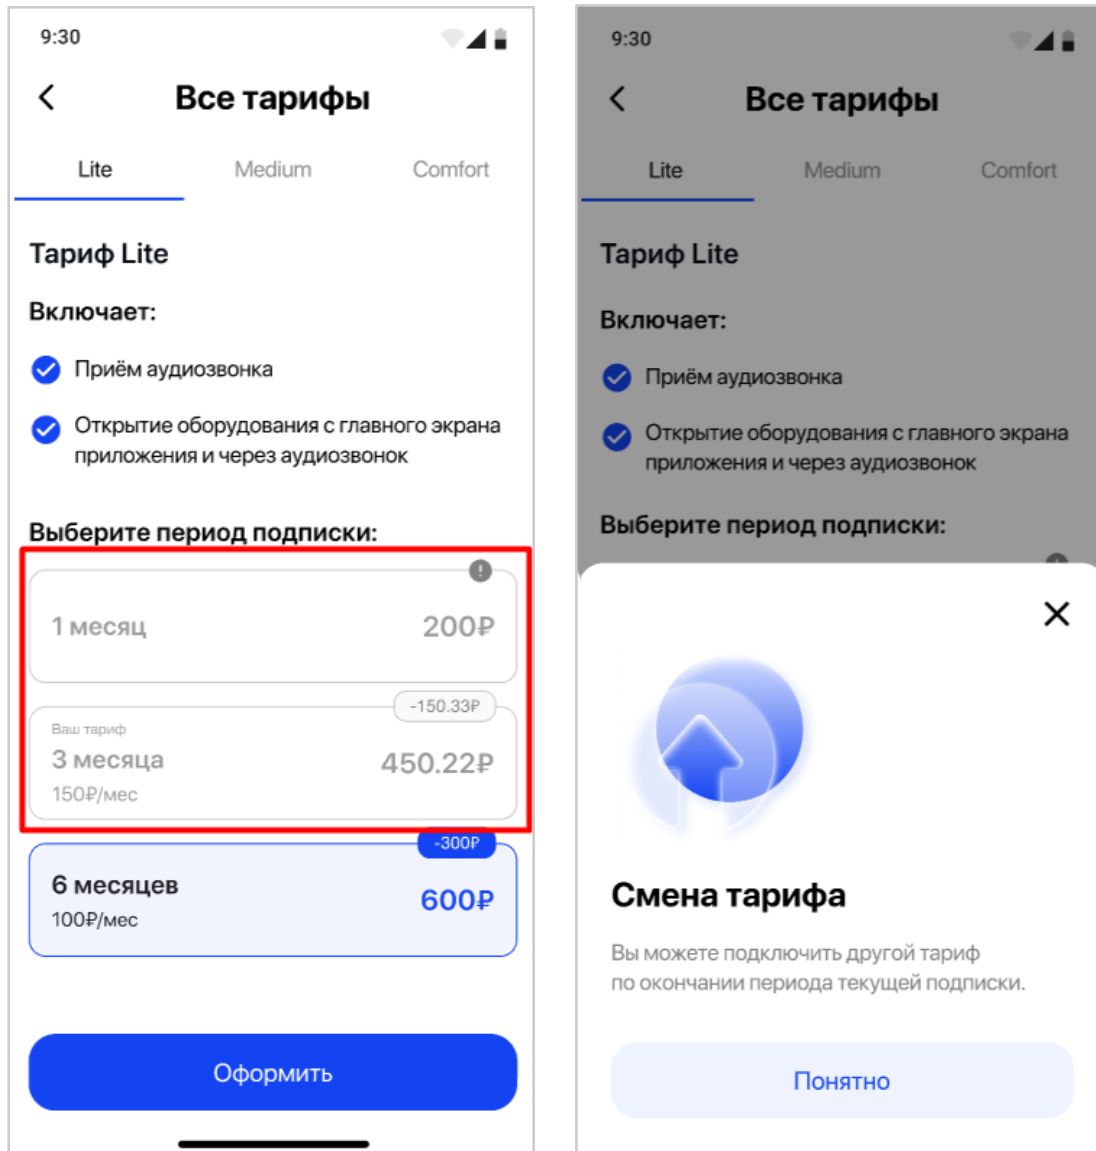 9:30
Все тарифы
Lite
Medium
Comfort
Тариф Lite
Включает:
Приём аудиозвонка
Открытие оборудования с главного экрана
приложения и через аудиозвонок
Выберите период подписки:
1 месяц
200₽
-150.33₽
Ваш тариф
3 месяца
450.22₽
150₽/мес
-300₽
6 месяцев
600₽
100₽/мес
Оформить
9:30
Все тарифы
Lite
Medium
Comfort
Тариф Lite
Включает:
Приём аудиозвонка
Открытие оборудования с главного экрана
приложения и через аудиозвонок
Выберите период подписки:
Смена тарифа
Вы можете подключить другой тариф
по окончании периода текущей подписки.
Понятно